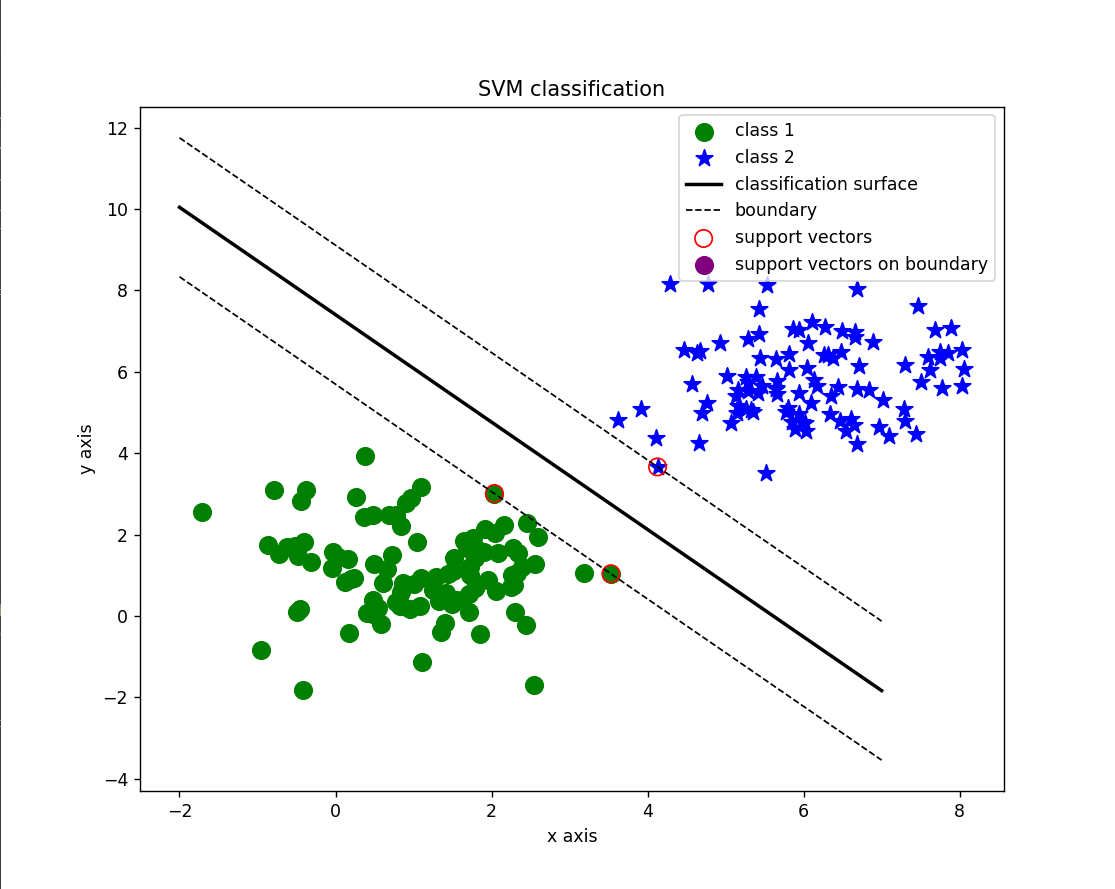 SVM classification
class 1
class 2
classification surface
boundary
support vectors
support vectors on boundary
12
10
8
6
4
2
0
−2
−4
y axis
−2 0 2 4 6 8
x axis